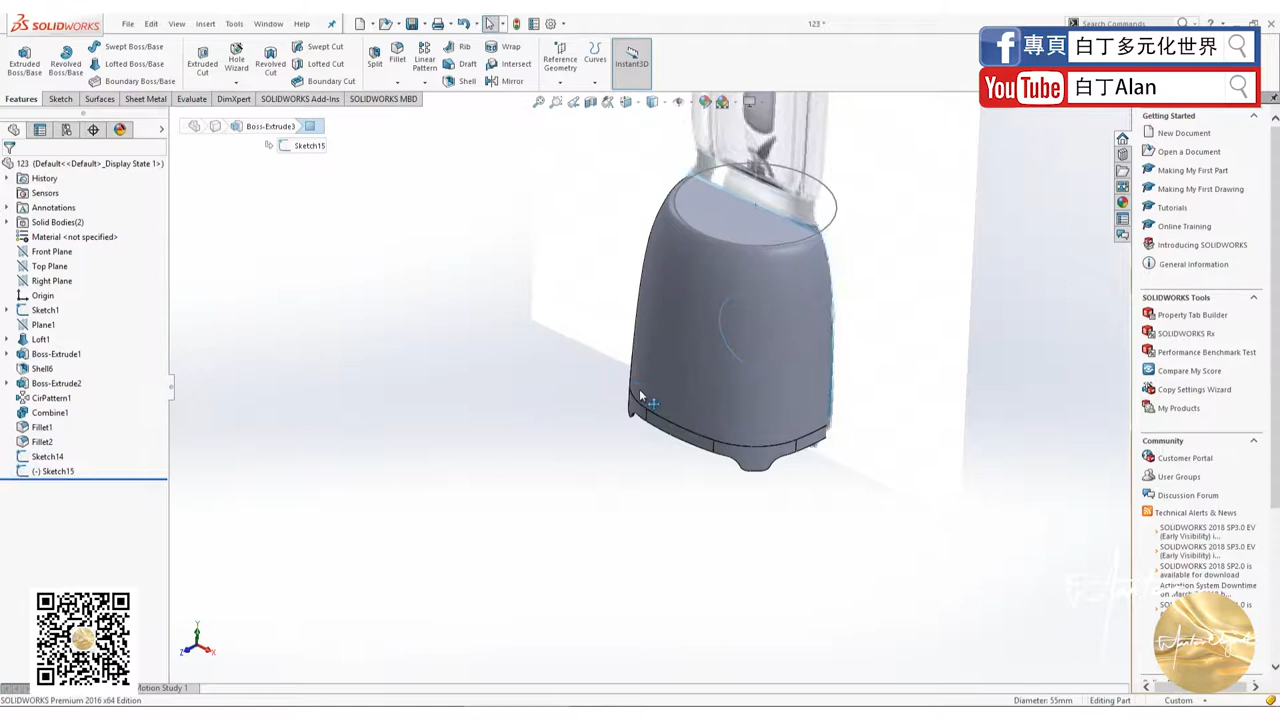 SOLIDWORKS
File Edit View Insert Tools Window Help
123 *
Search Commands
專頁 白丁多元化世界
YouTube 白丁Alan
Extruded Boss/Base
Revolved Boss/Base
Swept Boss/Base
Lofted Boss/Base
Boundary Boss/Base
Extruded Cut
Hole Wizard
Revolved Cut
Swept Cut
Lofted Cut
Boundary Cut
Split
Fillet
Linear Pattern
Rib
Draft
Shell
Wrap
Intersect
Mirror
Reference Geometry
Curves
Instant3D
Features Sketch Surfaces Sheet Metal Evaluate DimXpert SOLIDWORKS Add-Ins SOLIDWORKS MBD
Boss-Extrude3
Sketch15
123 (Default<<Default>_Display State 1>)
History
Sensors
Annotations
Solid Bodies(2)
Material <not specified>
Front Plane
Top Plane
Right Plane
Origin
Sketch1
Plane1
Loft1
Boss-Extrude1
Shell6
Boss-Extrude2
CirPattern1
Combine1
Fillet1
Fillet2
Sketch14
(-) Sketch15
Getting Started
New Document
Open a Document
Making My First Part
Making My First Drawing
Tutorials
Online Training
Introducing SOLIDWORKS
General Information
SOLIDWORKS Tools
Property Tab Builder
SOLIDWORKS Rx
Performance Benchmark Test
Compare My Score
Copy Settings Wizard
My Products
Community
Customer Portal
User Groups
Discussion Forum
Technical Alerts & News
SOLIDWORKS 2018 SP3.0 EV
(Early Visibility) i...
SOLIDWORKS 2018 SP3.0 EV
(Early Visibility) i...
SOLIDWORKS 2018 SP2.0 is
available for download
Activation System Downtime
Y
Z X
Motion Study 1
SOLIDWORKS Premium 2016 x64 Edition
Diameter: 55mm Editing Part Custom